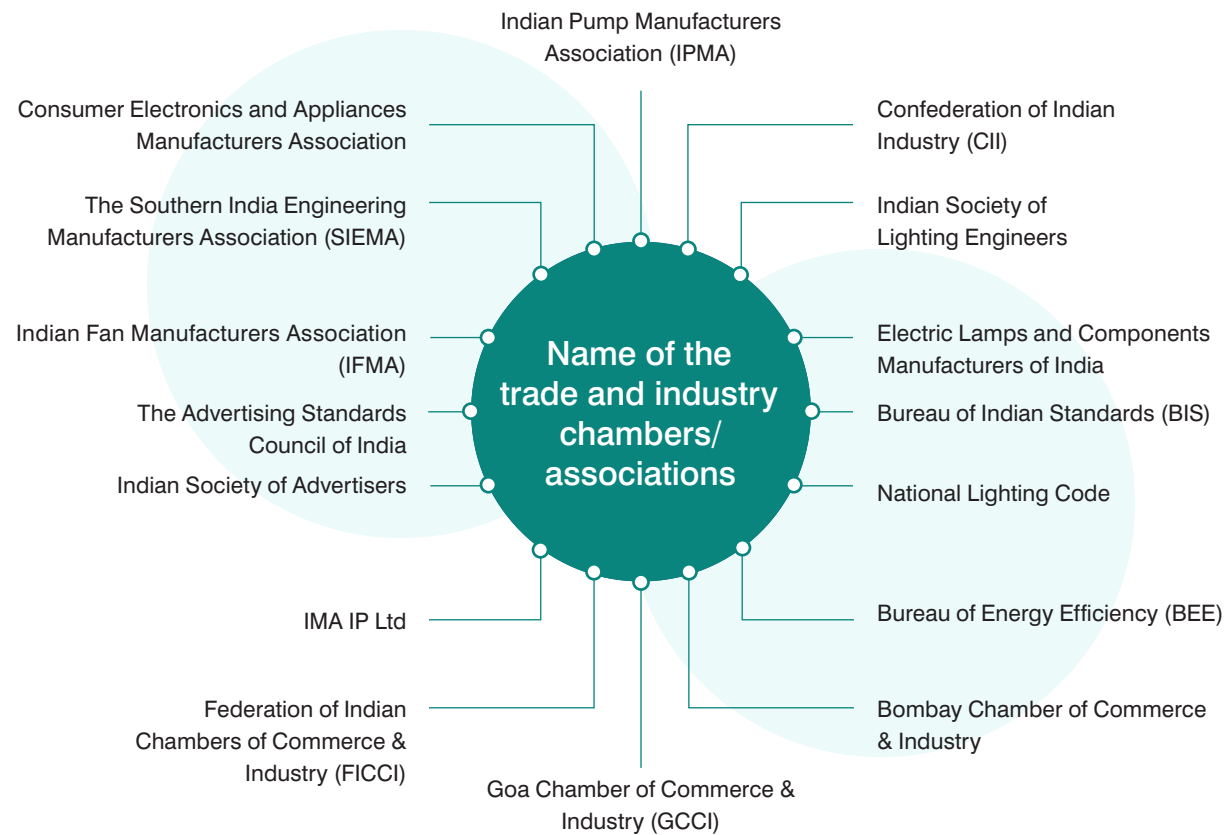 Indian Pump Manufacturers
Association (IPMA)
Consumer Electronics and Appliances
Manufacturers Association
Confederation of Indian
Industry (CII)
The Southern India Engineering
Manufacturers Association (SIEMA)
Indian Society of
Lighting Engineers
Indian Fan Manufacturers Association
(IFMA)
Electric Lamps and Components
Manufacturers of India
Name of the
trade and industry
chambers/
associations
The Advertising Standards
Council of India
Bureau of Indian Standards (BIS)
Indian Society of Advertisers
National Lighting Code
IMA IP Ltd
Bureau of Energy Efficiency (BEE)
Federation of Indian
Chambers of Commerce &
Industry (FICCI)
Bombay Chamber of Commerce
& Industry
Goa Chamber of Commerce &
Industry (GCCI)